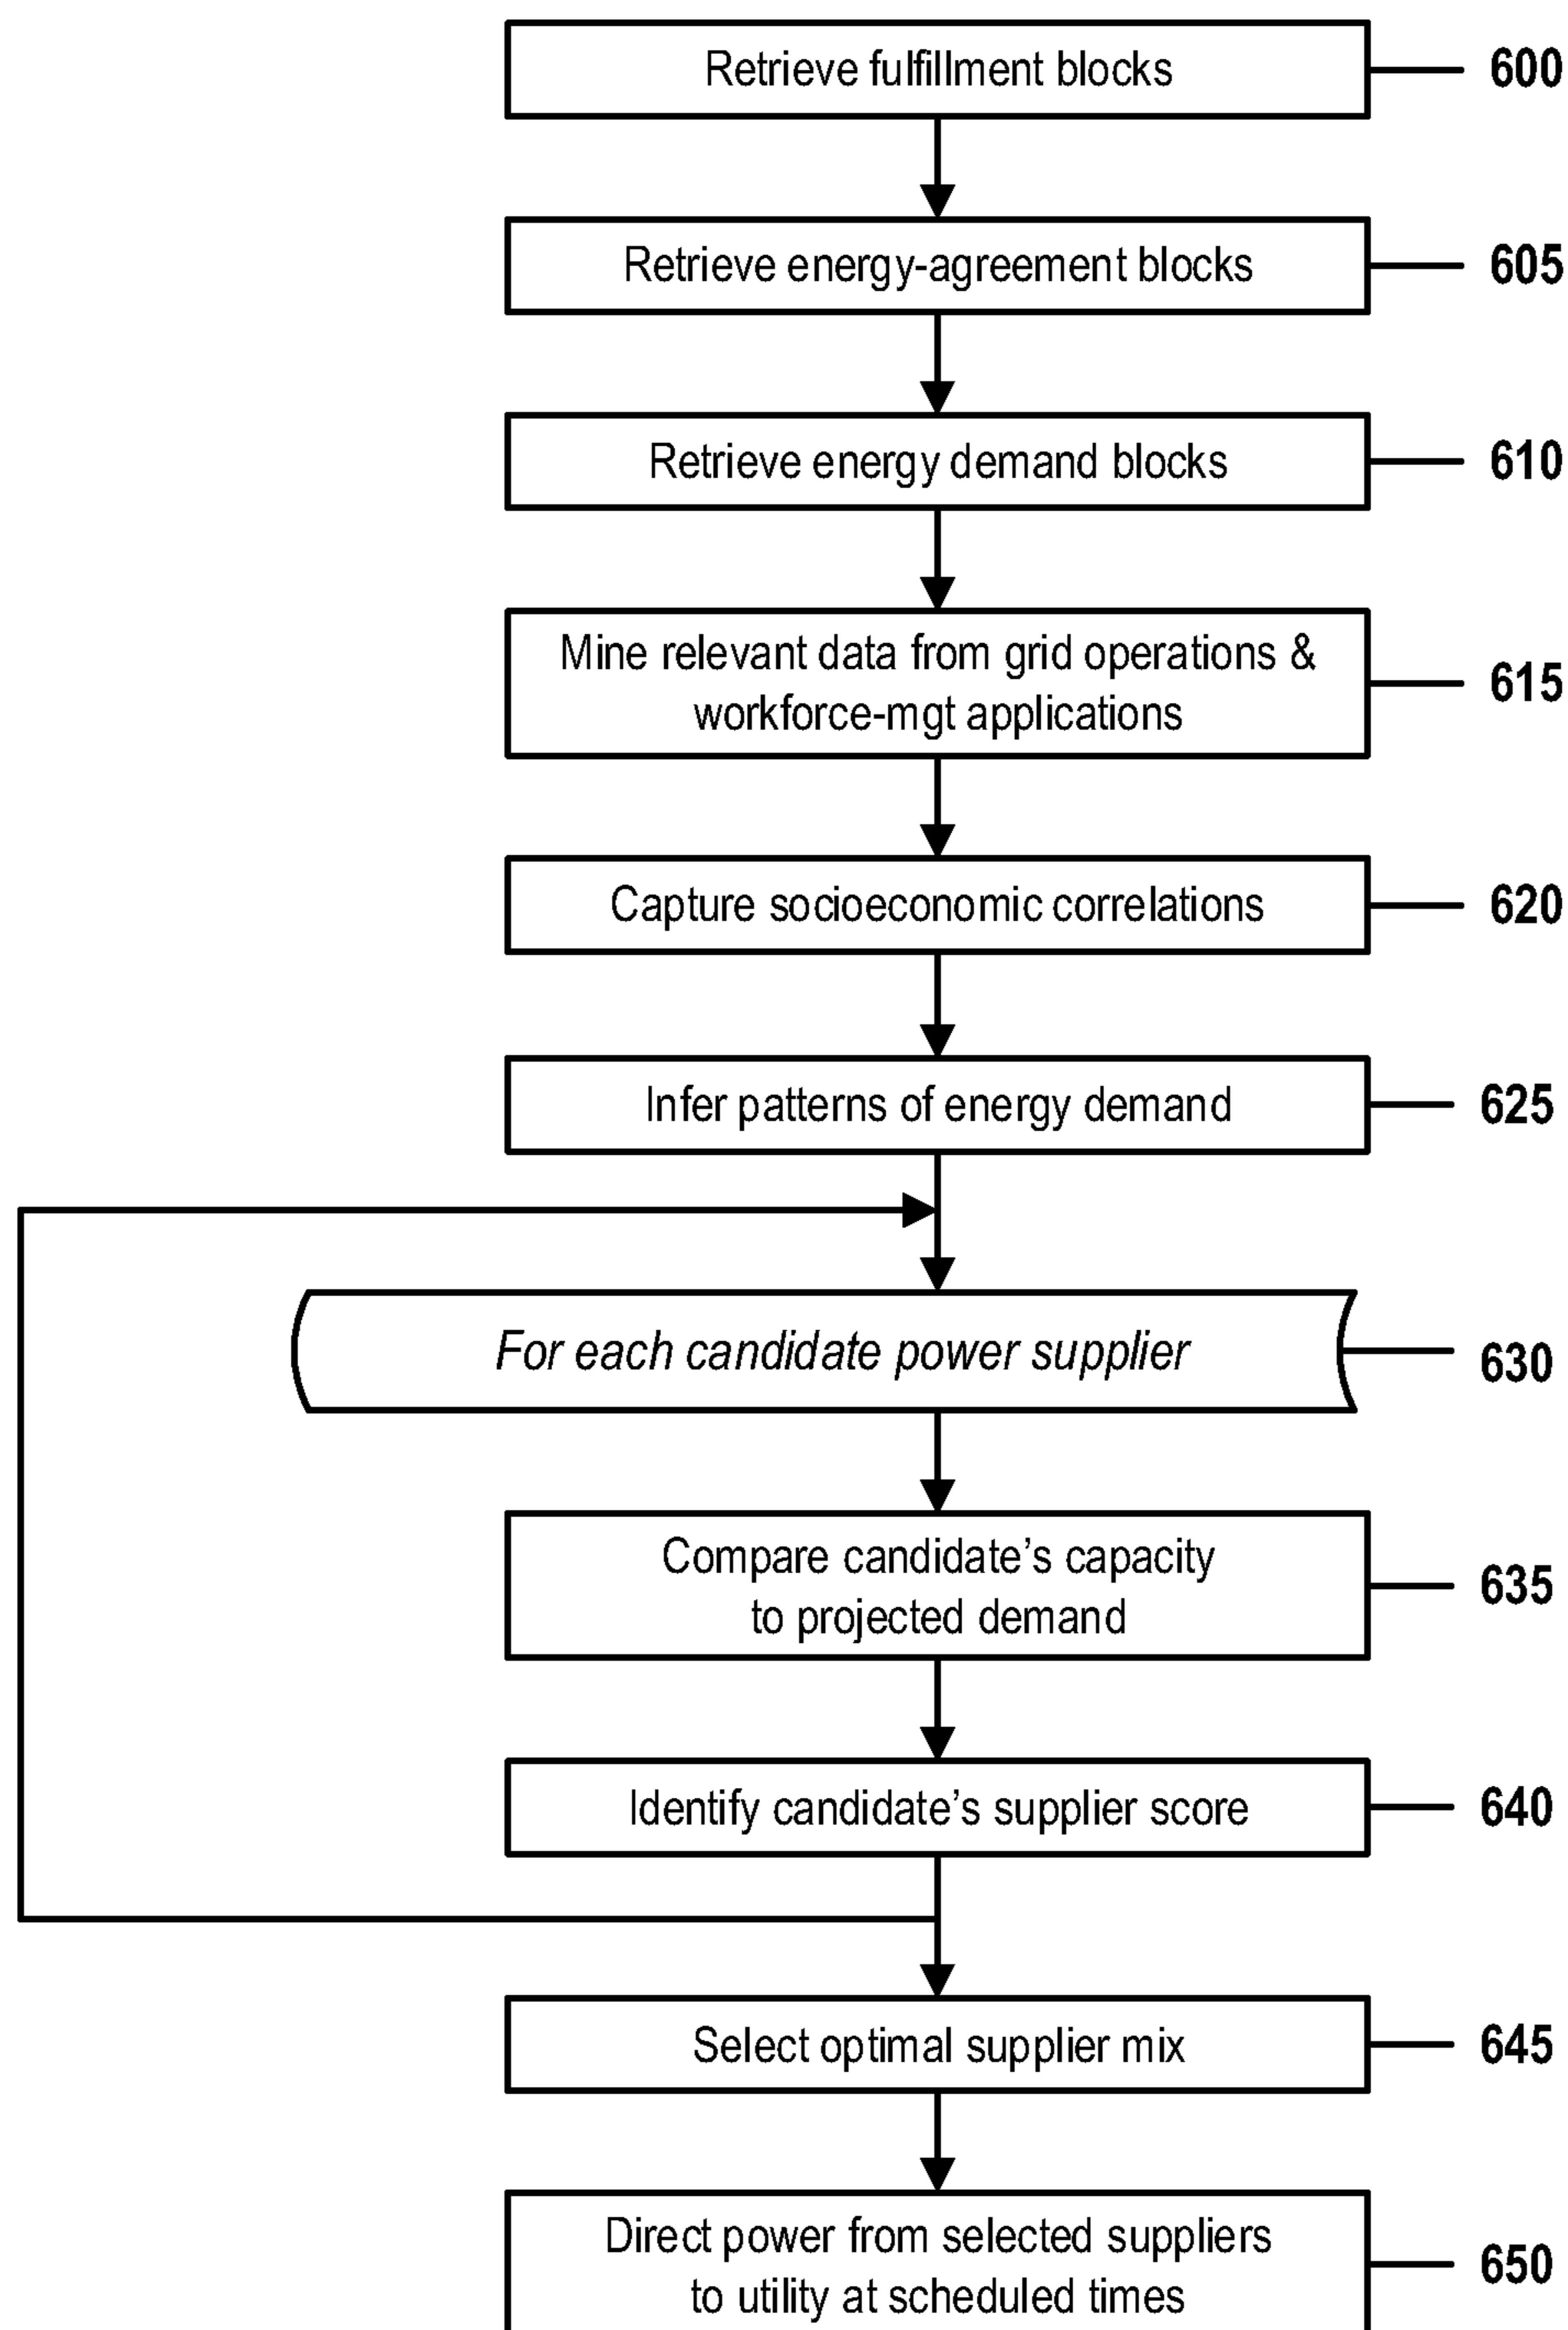 Retrieve fulfillment blocks
600
Retrieve energy-agreement blocks
605
Retrieve energy demand blocks
610
Mine relevant data from grid operations &
workforce-mgt applications
615
Capture socioeconomic correlations
620
Infer patterns of energy demand
625
For each candidate power supplier
630
Compare candidate’s capacity
to projected demand
635
Identify candidate’s supplier score
640
Select optimal supplier mix
645
Direct power from selected suppliers
to utility at scheduled times
650